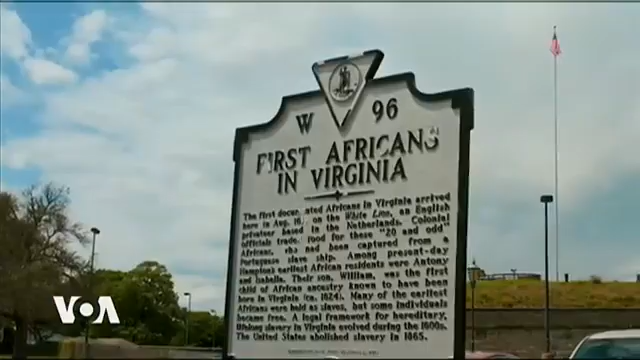 W 96
FIRST AFRICANS
IN VIRGINIA
The first documented Africans in Virginia arrived
here in Aug. on the White Lion, an English
privateer based in the Netherlands. Colonial
officials traded food for these "20 and odd"
Africans, who had been captured from a
Portuguese slave ship. Among present-day
Hampton's earliest African residents were Antony
and Isabella. Their son, William, was the first
child of African ancestry known to have been
born in Virginia (ca. 1624). Many of the earliest
Africans were held as slaves, but some individuals
became free. A legal framework for hereditary,
lifelong slavery in Virginia evolved during the 1600s.
The United States abolished slavery in 1865.
VOA